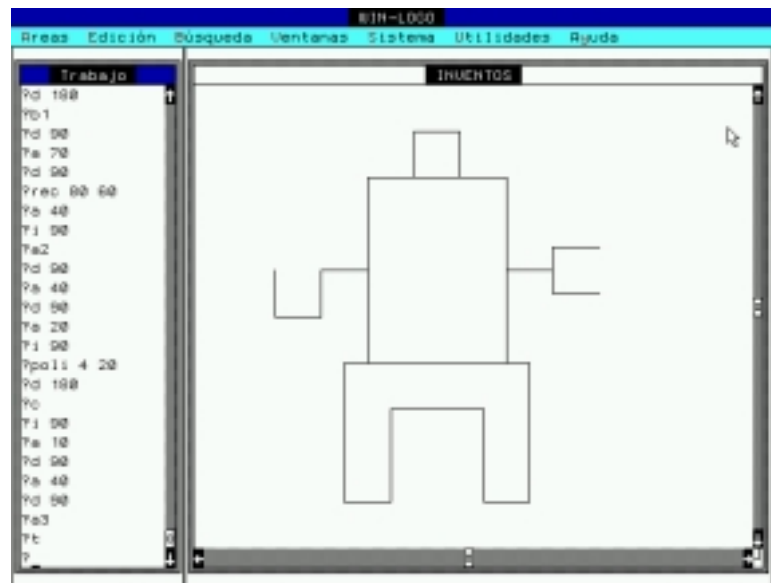 WIN-LOGO
Areas Edición Búsqueda Ventanas Sistema Utilidades Ayuda
Trabajo
INVENTOS
?d 180
?b1
?d 90
?a 70
?d 90
?rec 80 60
?a 40
?i 90
?a2
?d 90
?a 40
?d 90
?a 20
?i 90
?poli 4 20
?d 180
?c
?i 90
?a 10
?d 90
?a 40
?d 90
?a3
?t
?